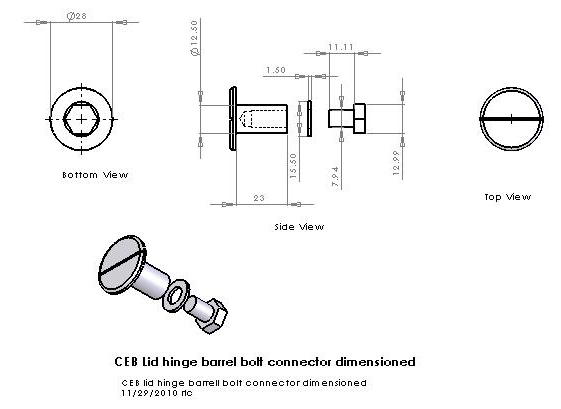 Ø28
Ø12.50
1.50
11.11
15.50
7.94
12.99
23
Bottom View
Side View
Top View
CEB Lid hinge barrel bolt connector dimensioned
CEB lid hinge barrell bolt connector dimensioned
11/29/2010 rlc